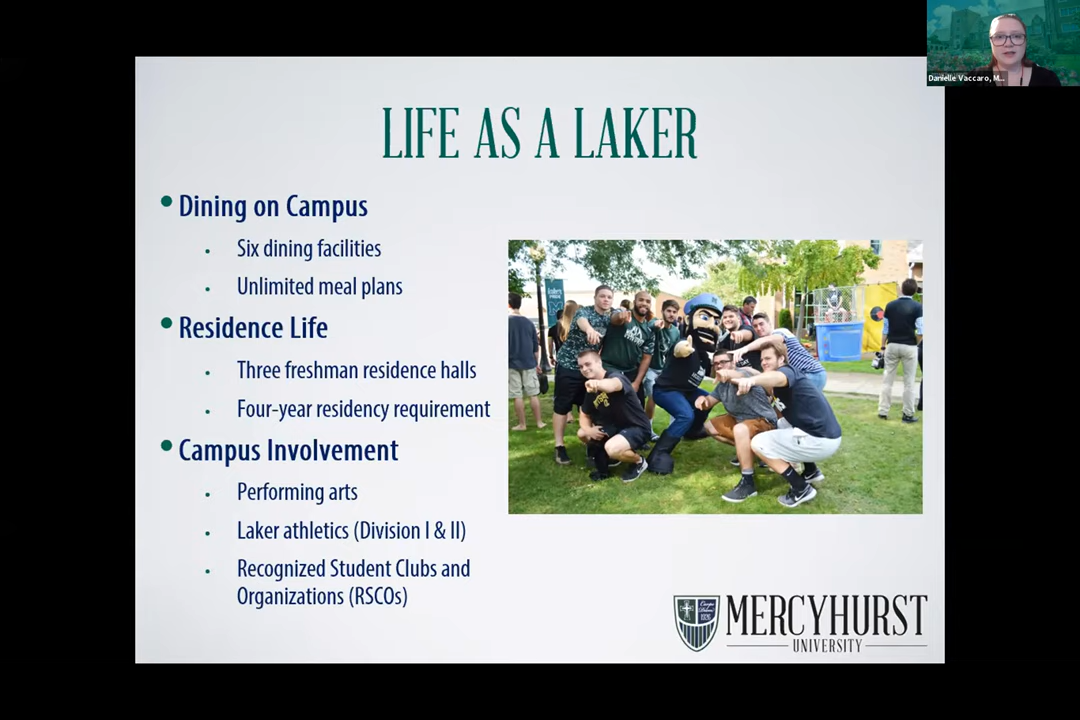 Danielle Vaccaro, M...
LIFE AS A LAKER
• Dining on Campus
• Six dining facilities
• Unlimited meal plans
• Residence Life
• Three freshman residence halls
• Four-year residency requirement
• Campus Involvement
• Performing arts
• Laker athletics (Division I & II)
• Recognized Student Clubs and
Organizations (RSCOs)
1926
MERCYHURST
UNIVERSITY